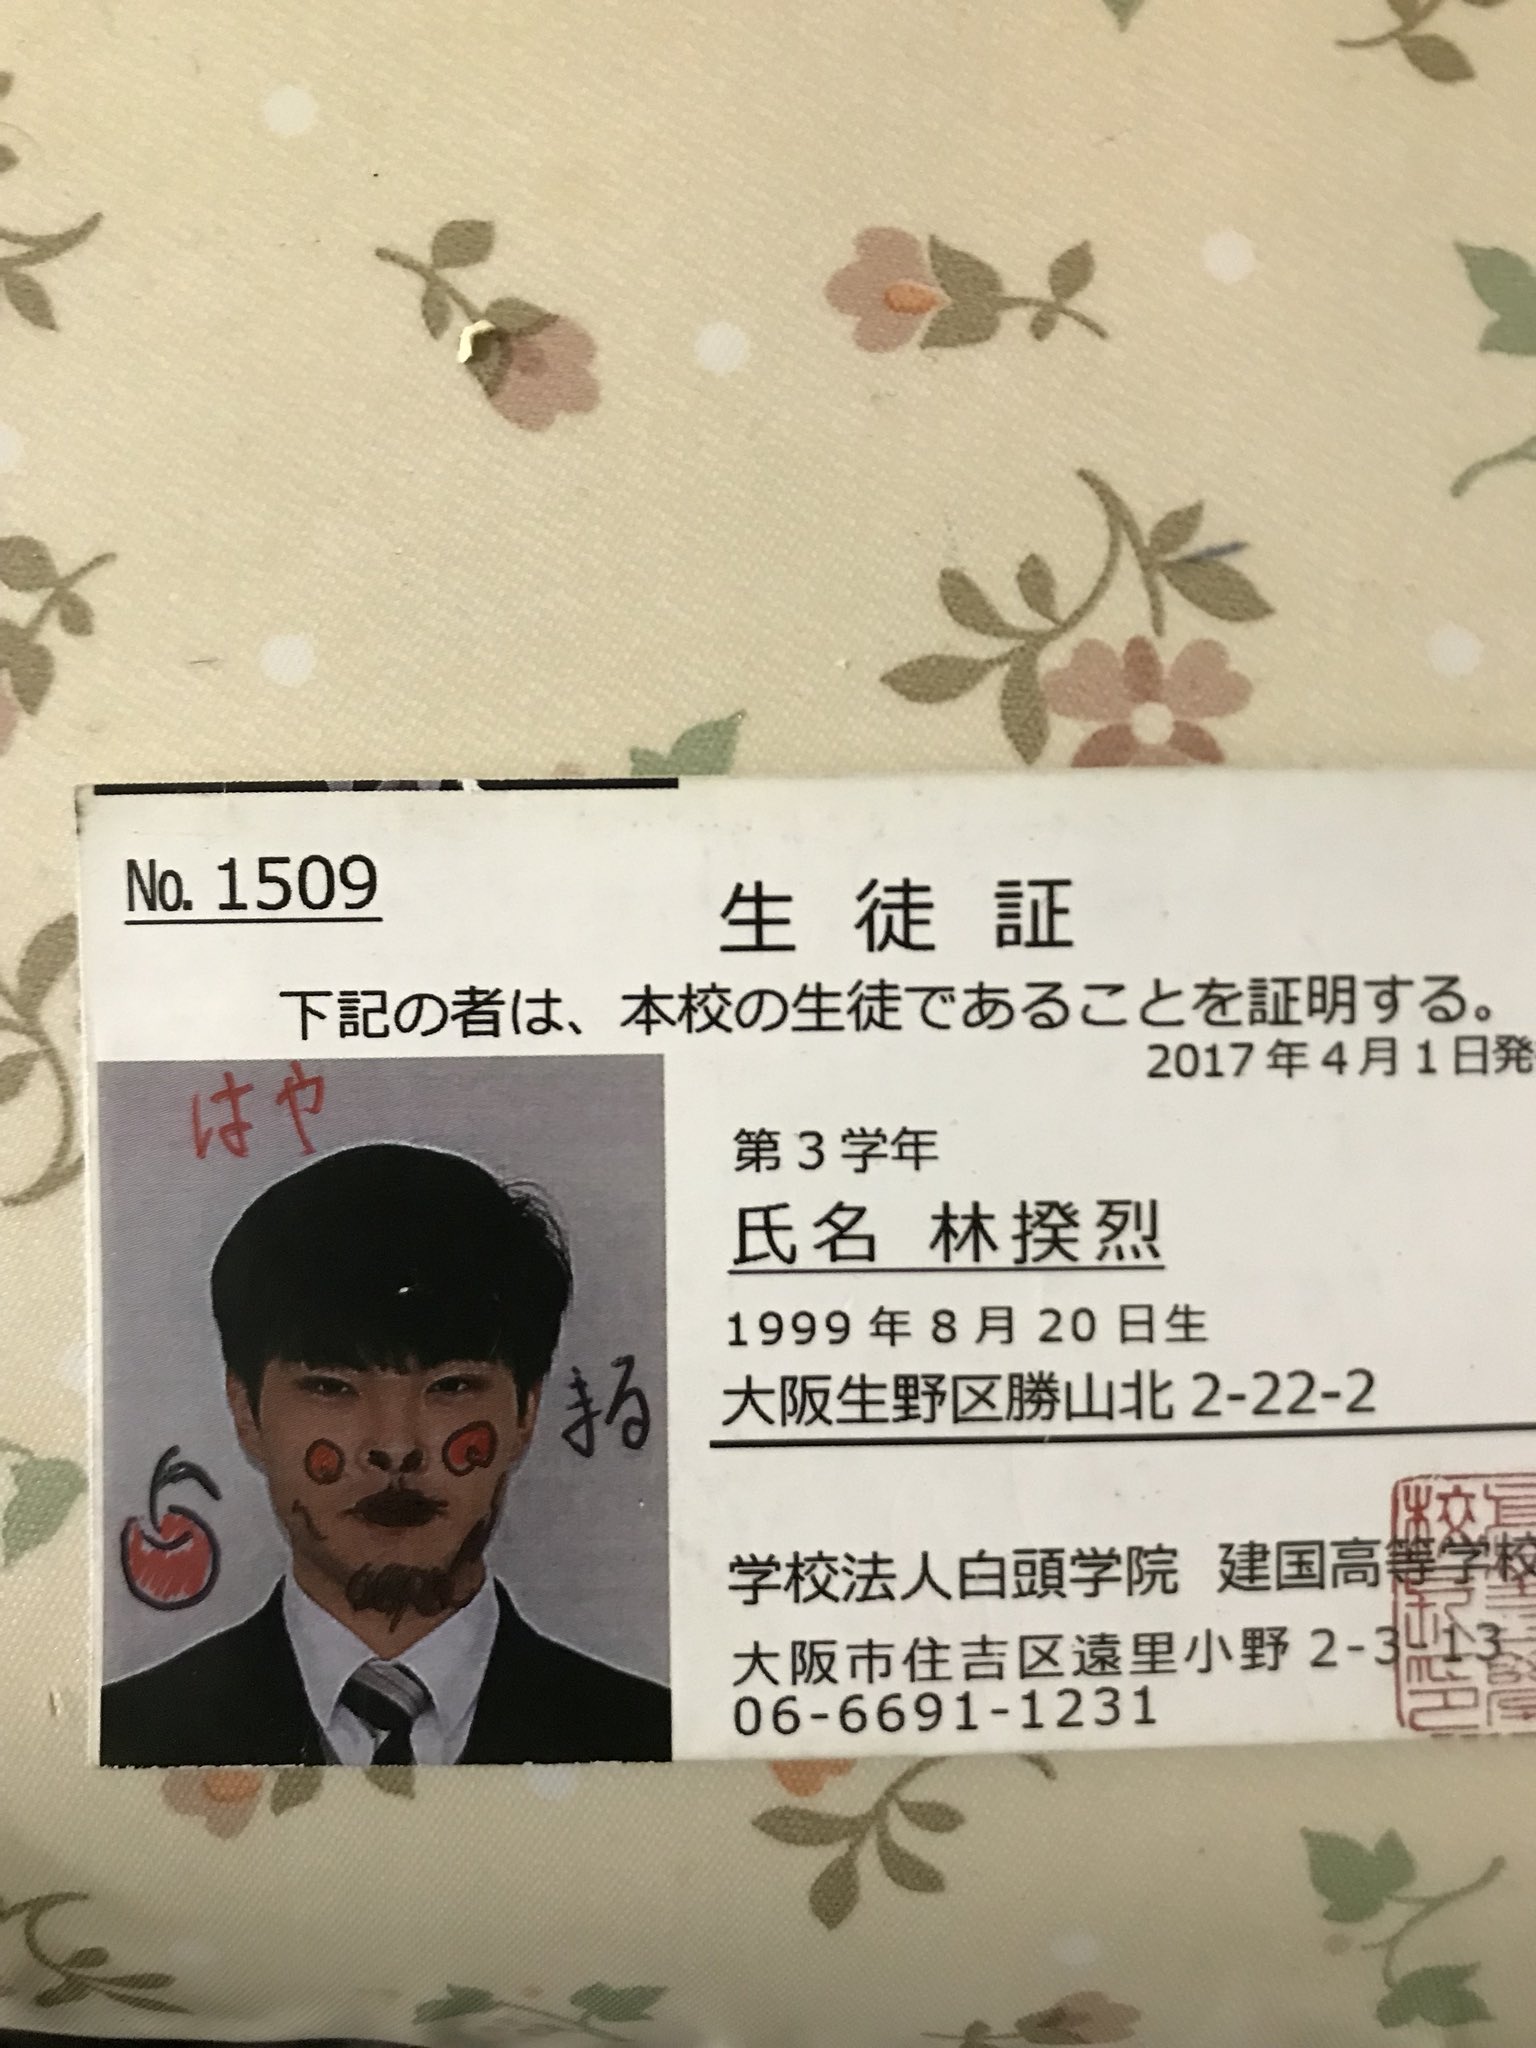 No. 1509
生徒証
下記の者は、本校の生徒であることを証明する。
2017年4月1日発
はや
第3学年
氏名 林揆烈
1999年8月20日生
まる
大阪生野区勝山北2-22-2
学校法人白頭学院 建国高等学校
大阪市住吉区遠里小野2-3-13
06-6691-1231